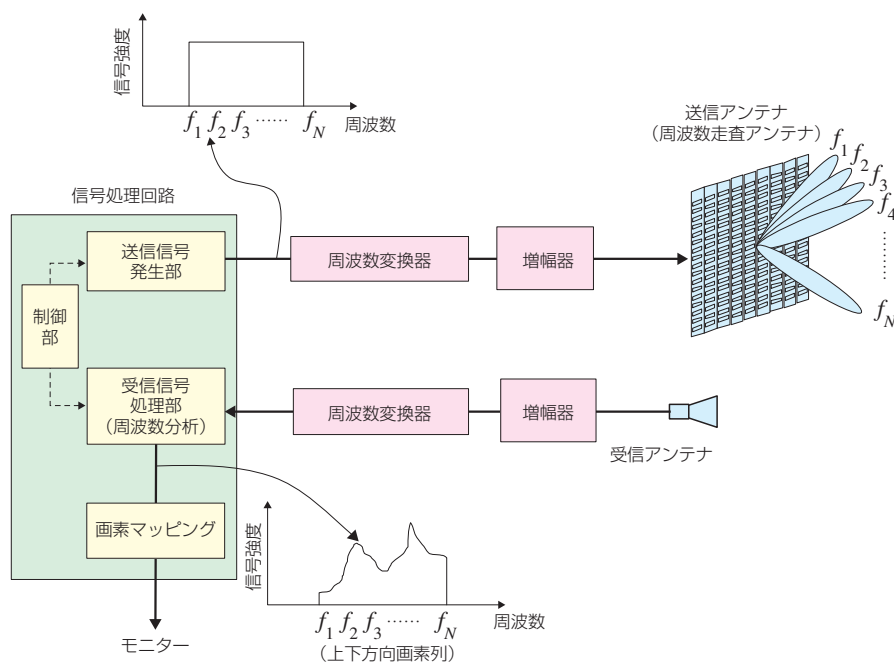 信号強度
f1 f2 f3 …… fN 周波数
送信アンテナ
（周波数走査アンテナ）
f1
f2
f3
f4
………
fN
信号処理回路
送信信号
発生部
周波数変換器
増幅器
制御
部
受信信号
処理部
（周波数分析）
周波数変換器
増幅器
受信アンテナ
画素マッピング
信号強度
f1 f2 f3 …… fN 周波数
（上下方向画素列）
モニター